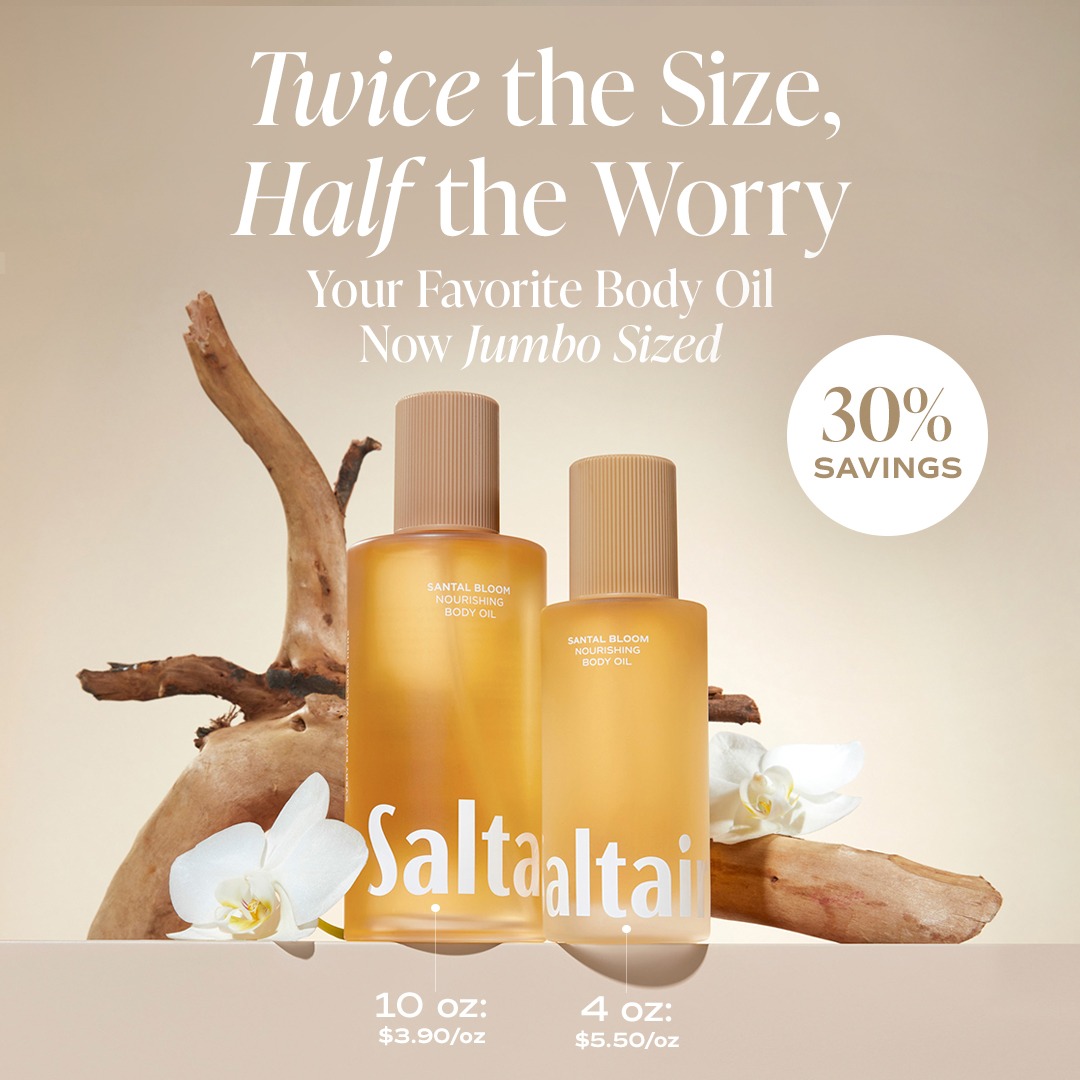 Twice the Size,
Half the Worry
Your Favorite Body Oil
Now Jumbo Sized
30%
SAVINGS
SANTAL BLOOM
NOURISHING
BODY OIL
SANTAL BLOOM
NOURISHING
BODY OIL
Salta
altair
10 oz:
$3.90/oz
4 oz:
$5.50/oz